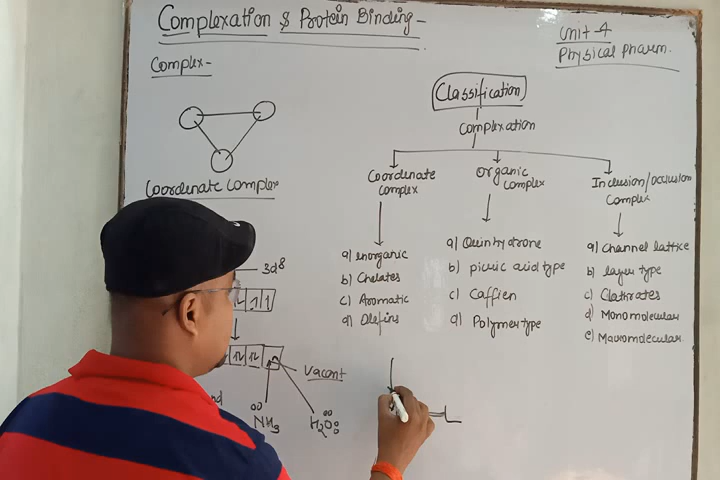 Complexation & Protein Binding-
Unit-4
Physical Pharm.
Complex-
Coordinate Complex
3d8
Vacant
NH3
H2O
Classification
Complexation
Coordinate
complex
a) Inorganic
b) Chelates
c) Aromatic
d) Olefins
Organic
complex
a) Quinhydrone
b) picric acid type
c) Caffien
d) Polymer type
Inclusion/occlusion
Complex
a) Channel lattice
b) layer type
c) Clathrates
d) Monomolecular
e) Macromolecular